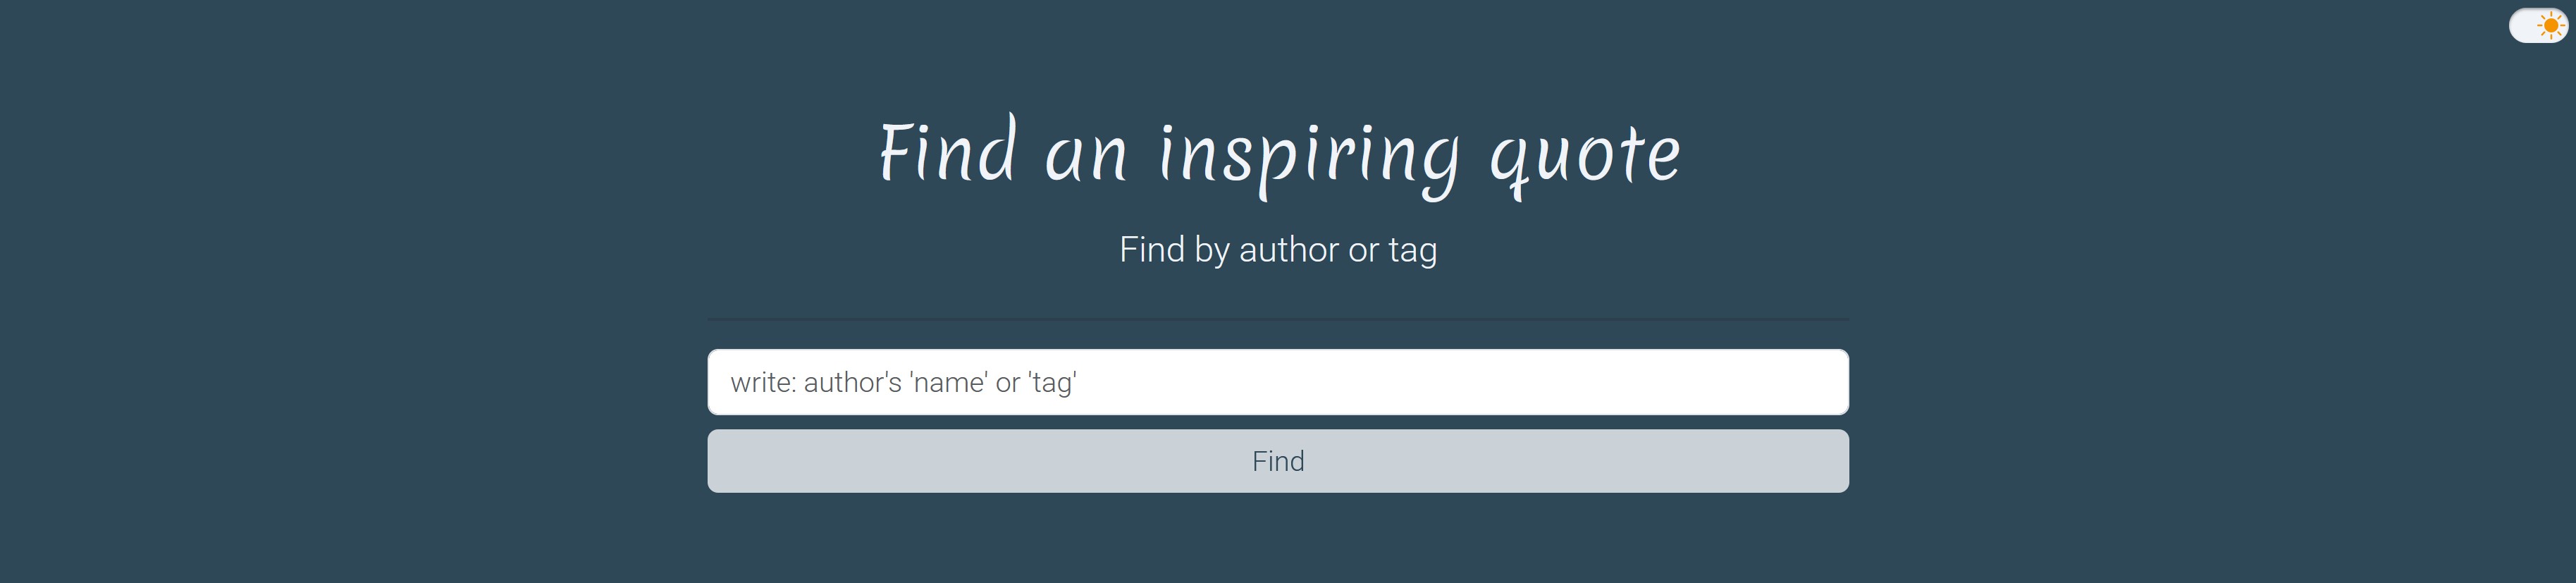 Find an inspiring quote
Find by author or tag
write: author's 'name' or 'tag'
Find